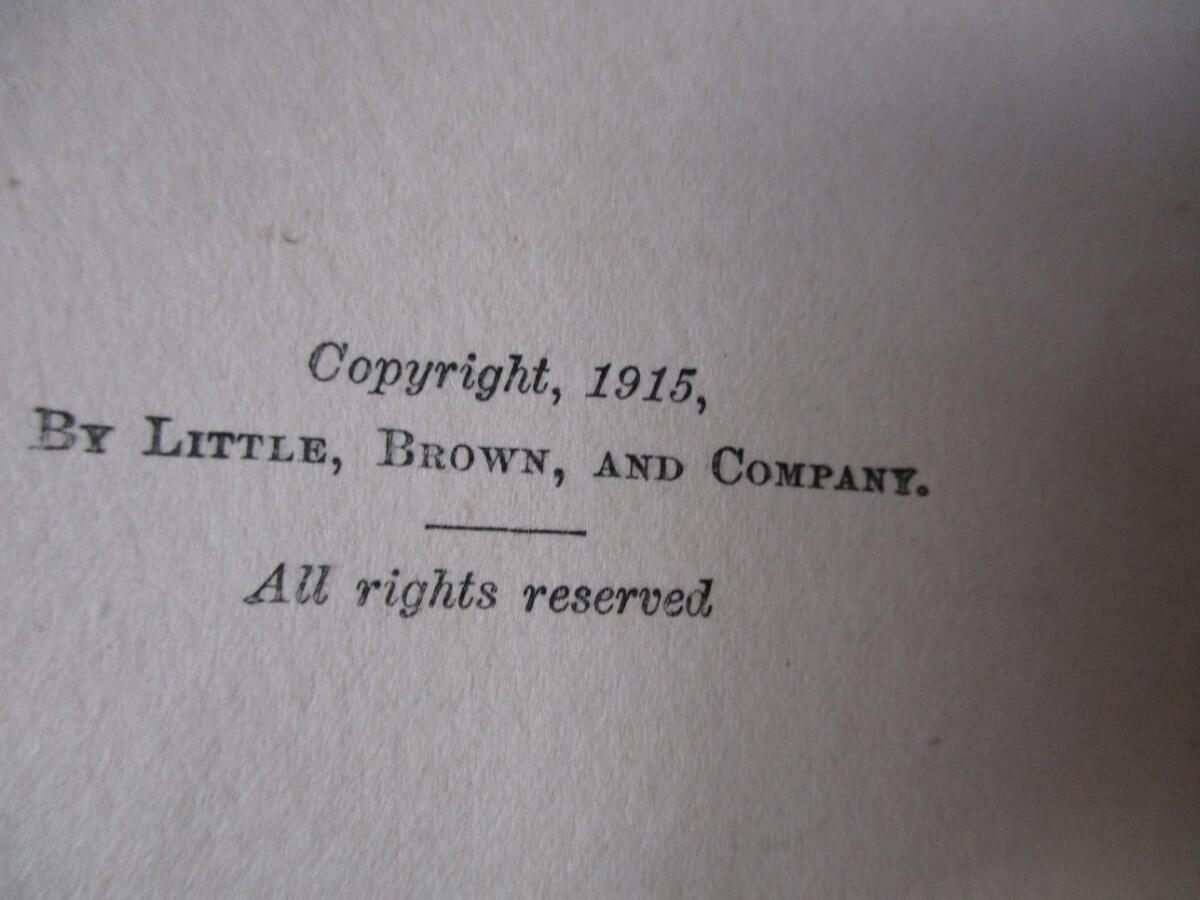 Copyright, 1915,
By Little, Brown, and Company.
All rights reserved